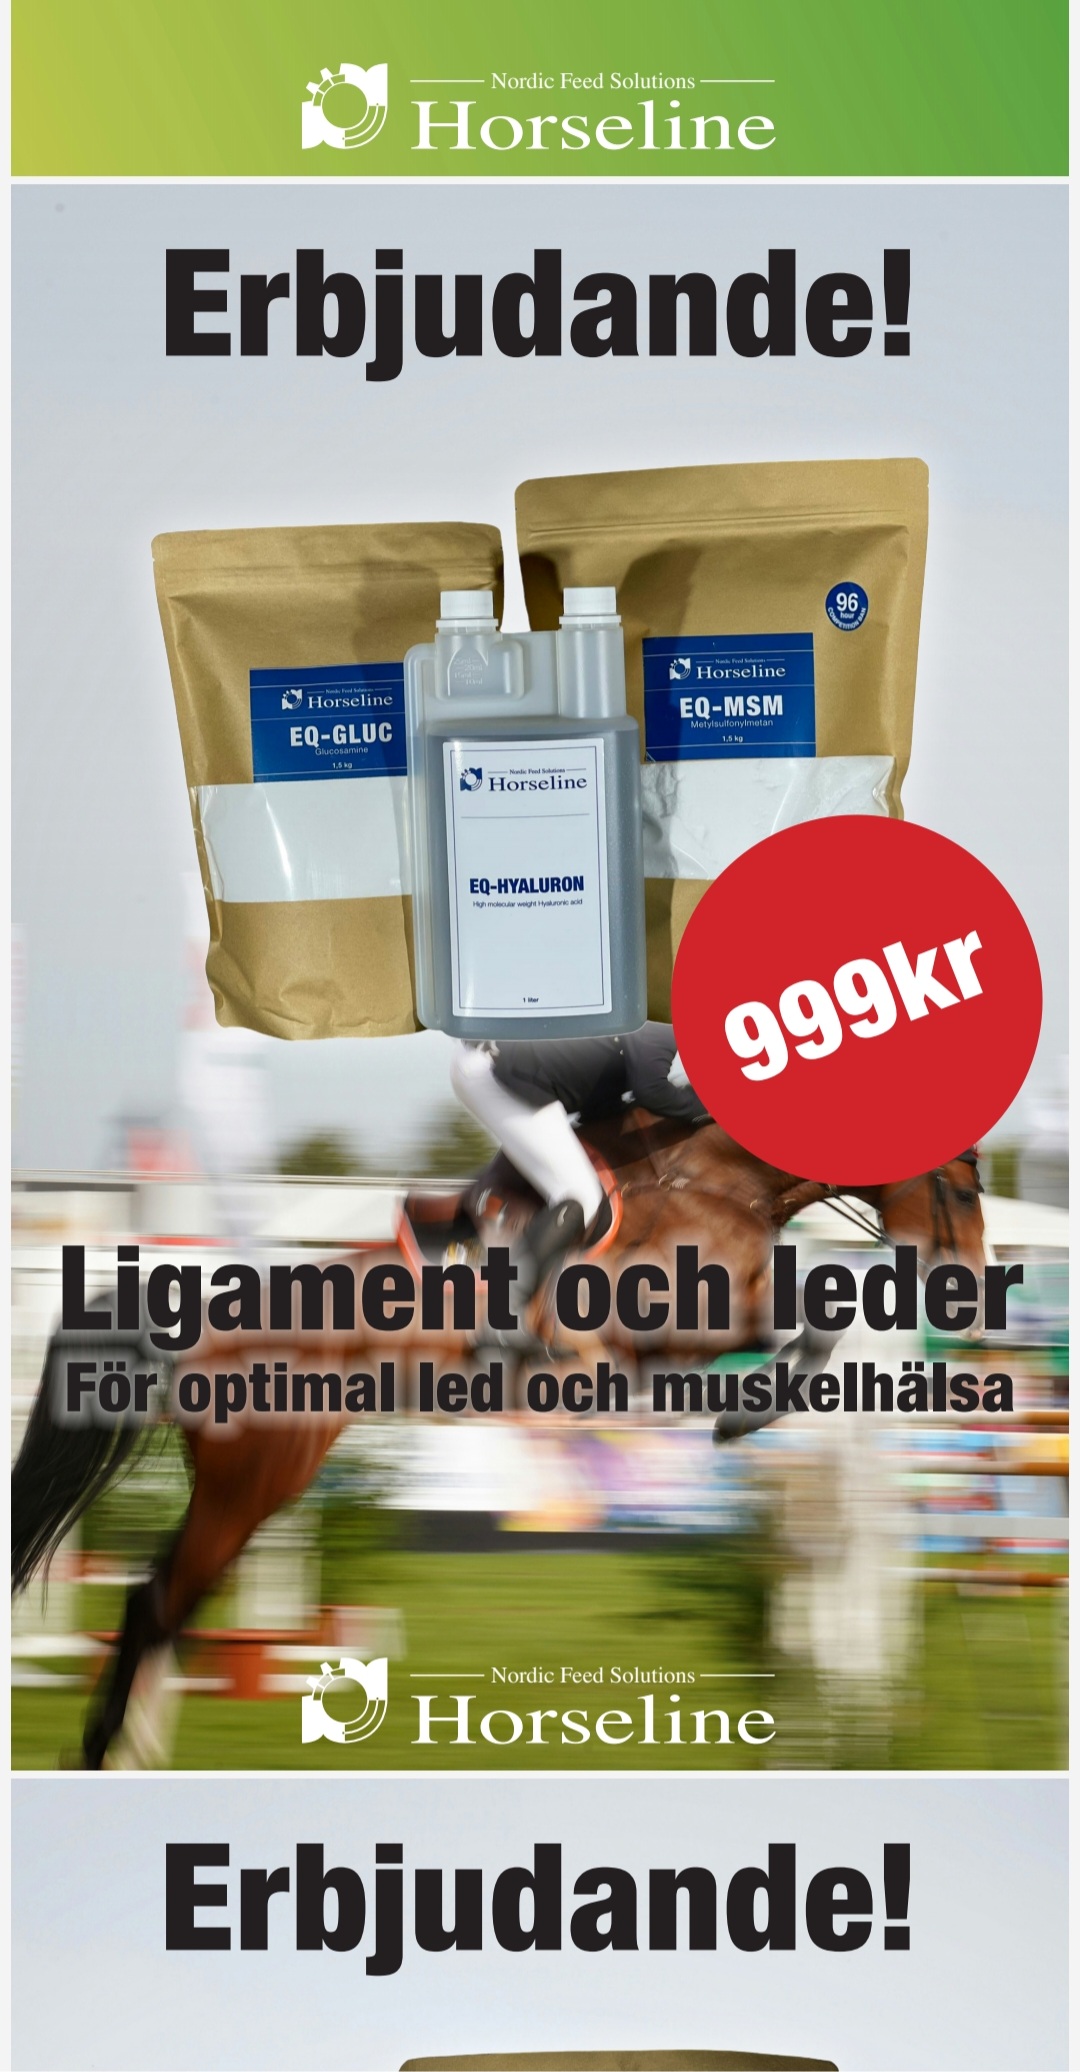 Nordic Feed Solutions
Horseline
Erbjudande!
96
hour
COMPETITION BAN
Nordic Feed Solutions
Horseline
EQ-GLUC
Glucosamine
1,5 kg
Nordic Feed Solutions
Horseline
EQ-MSM
Metylsulfonylmetan
1,5 kg
Nordic Feed Solutions
Horseline
EQ-HYALURON
High molecular weight Hyaluronic acid
1 liter
999kr
Ligament och leder
För optimal led och muskelhälsa
Nordic Feed Solutions
Horseline
Erbjudande!